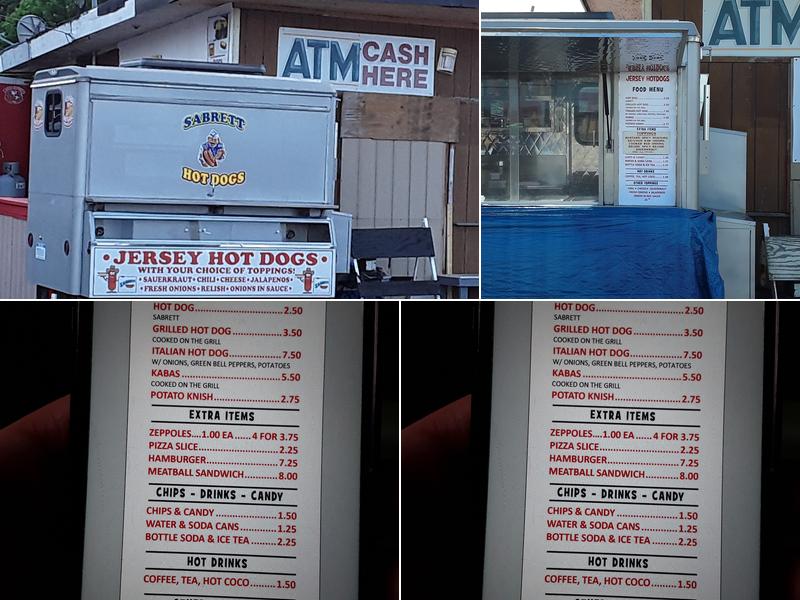 ATM CASH
HERE
SABRETT
HOT DOGS
• JERSEY HOT DOGS •
WITH YOUR CHOICE OF TOPPINGS!
• SAUERKRAUT • CHILI • CHEESE • JALAPENOS •
• FRESH ONIONS • RELISH • ONIONS IN SAUCE •
ATM
JERSEY HOTDOGS
FOOD MENU
EXTRA ITEMS
TOPPINGS
HOT DRINKS
HOT DOG 2.50
SABRETT
GRILLED HOT DOG 3.50
COOKED ON THE GRILL
ITALIAN HOT DOG 7.50
W/ ONIONS, GREEN BELL PEPPERS, POTATOES
KABAS 5.50
COOKED ON THE GRILL
POTATO KNISH 2.75
EXTRA ITEMS
ZEPPOLES....1.00 EA ...... 4 FOR 3.75
PIZZA SLICE 2.25
HAMBURGER 7.25
MEATBALL SANDWICH 8.00
CHIPS - DRINKS - CANDY
CHIPS & CANDY 1.50
WATER & SODA CANS 1.25
BOTTLE SODA & ICE TEA 2.25
HOT DRINKS
COFFEE, TEA, HOT COCO 1.50
HOT DOG 2.50
SABRETT
GRILLED HOT DOG 3.50
COOKED ON THE GRILL
ITALIAN HOT DOG 7.50
W/ ONIONS, GREEN BELL PEPPERS, POTATOES
KABAS 5.50
COOKED ON THE GRILL
POTATO KNISH 2.75
EXTRA ITEMS
ZEPPOLES....1.00 EA ...... 4 FOR 3.75
PIZZA SLICE 2.25
HAMBURGER 7.25
MEATBALL SANDWICH 8.00
CHIPS - DRINKS - CANDY
CHIPS & CANDY 1.50
WATER & SODA CANS 1.25
BOTTLE SODA & ICE TEA 2.25
HOT DRINKS
COFFEE, TEA, HOT COCO 1.50